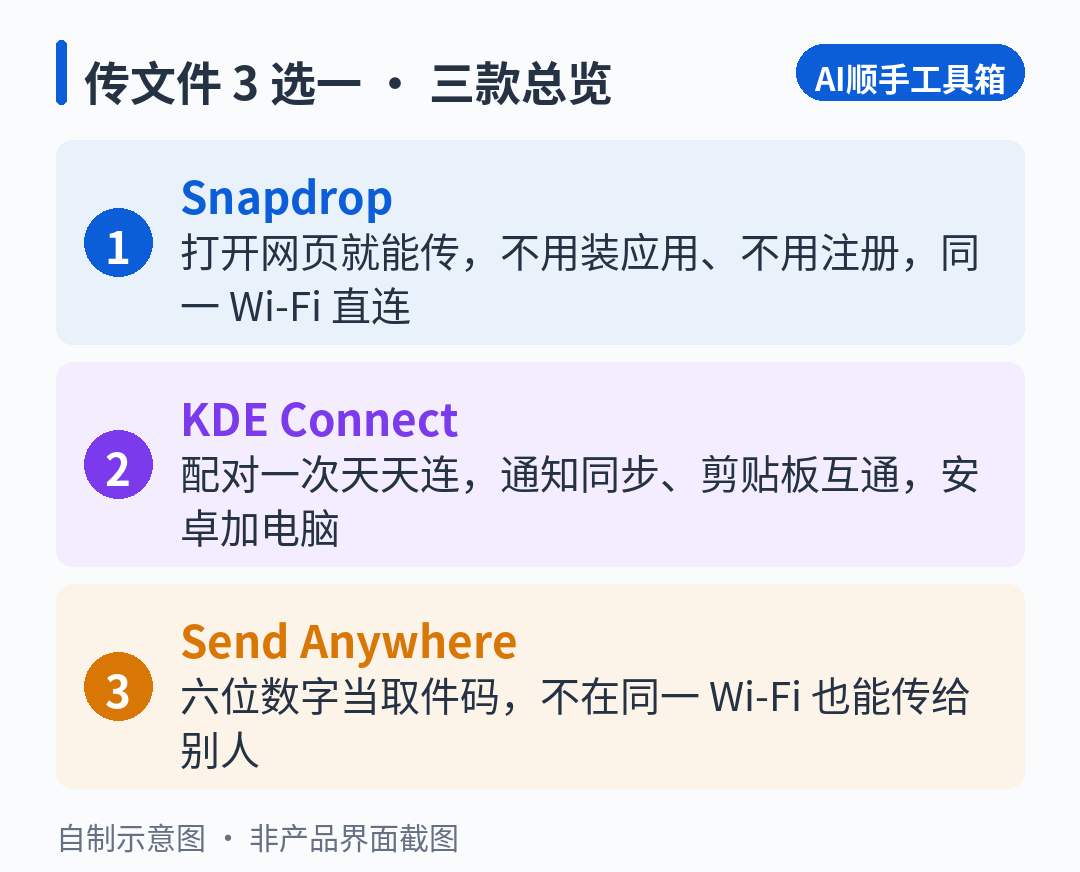 传文件 3 选一 · 三款总览
AI顺手工具箱
1
Snapdrop
打开网页就能传，不用装应用、不用注册，同
一 Wi-Fi 直连
2
KDE Connect
配对一次天天连，通知同步、剪贴板互通，安
卓加电脑
3
Send Anywhere
六位数字当取件码，不在同一 Wi-Fi 也能传给
别人
自制示意图 · 非产品界面截图